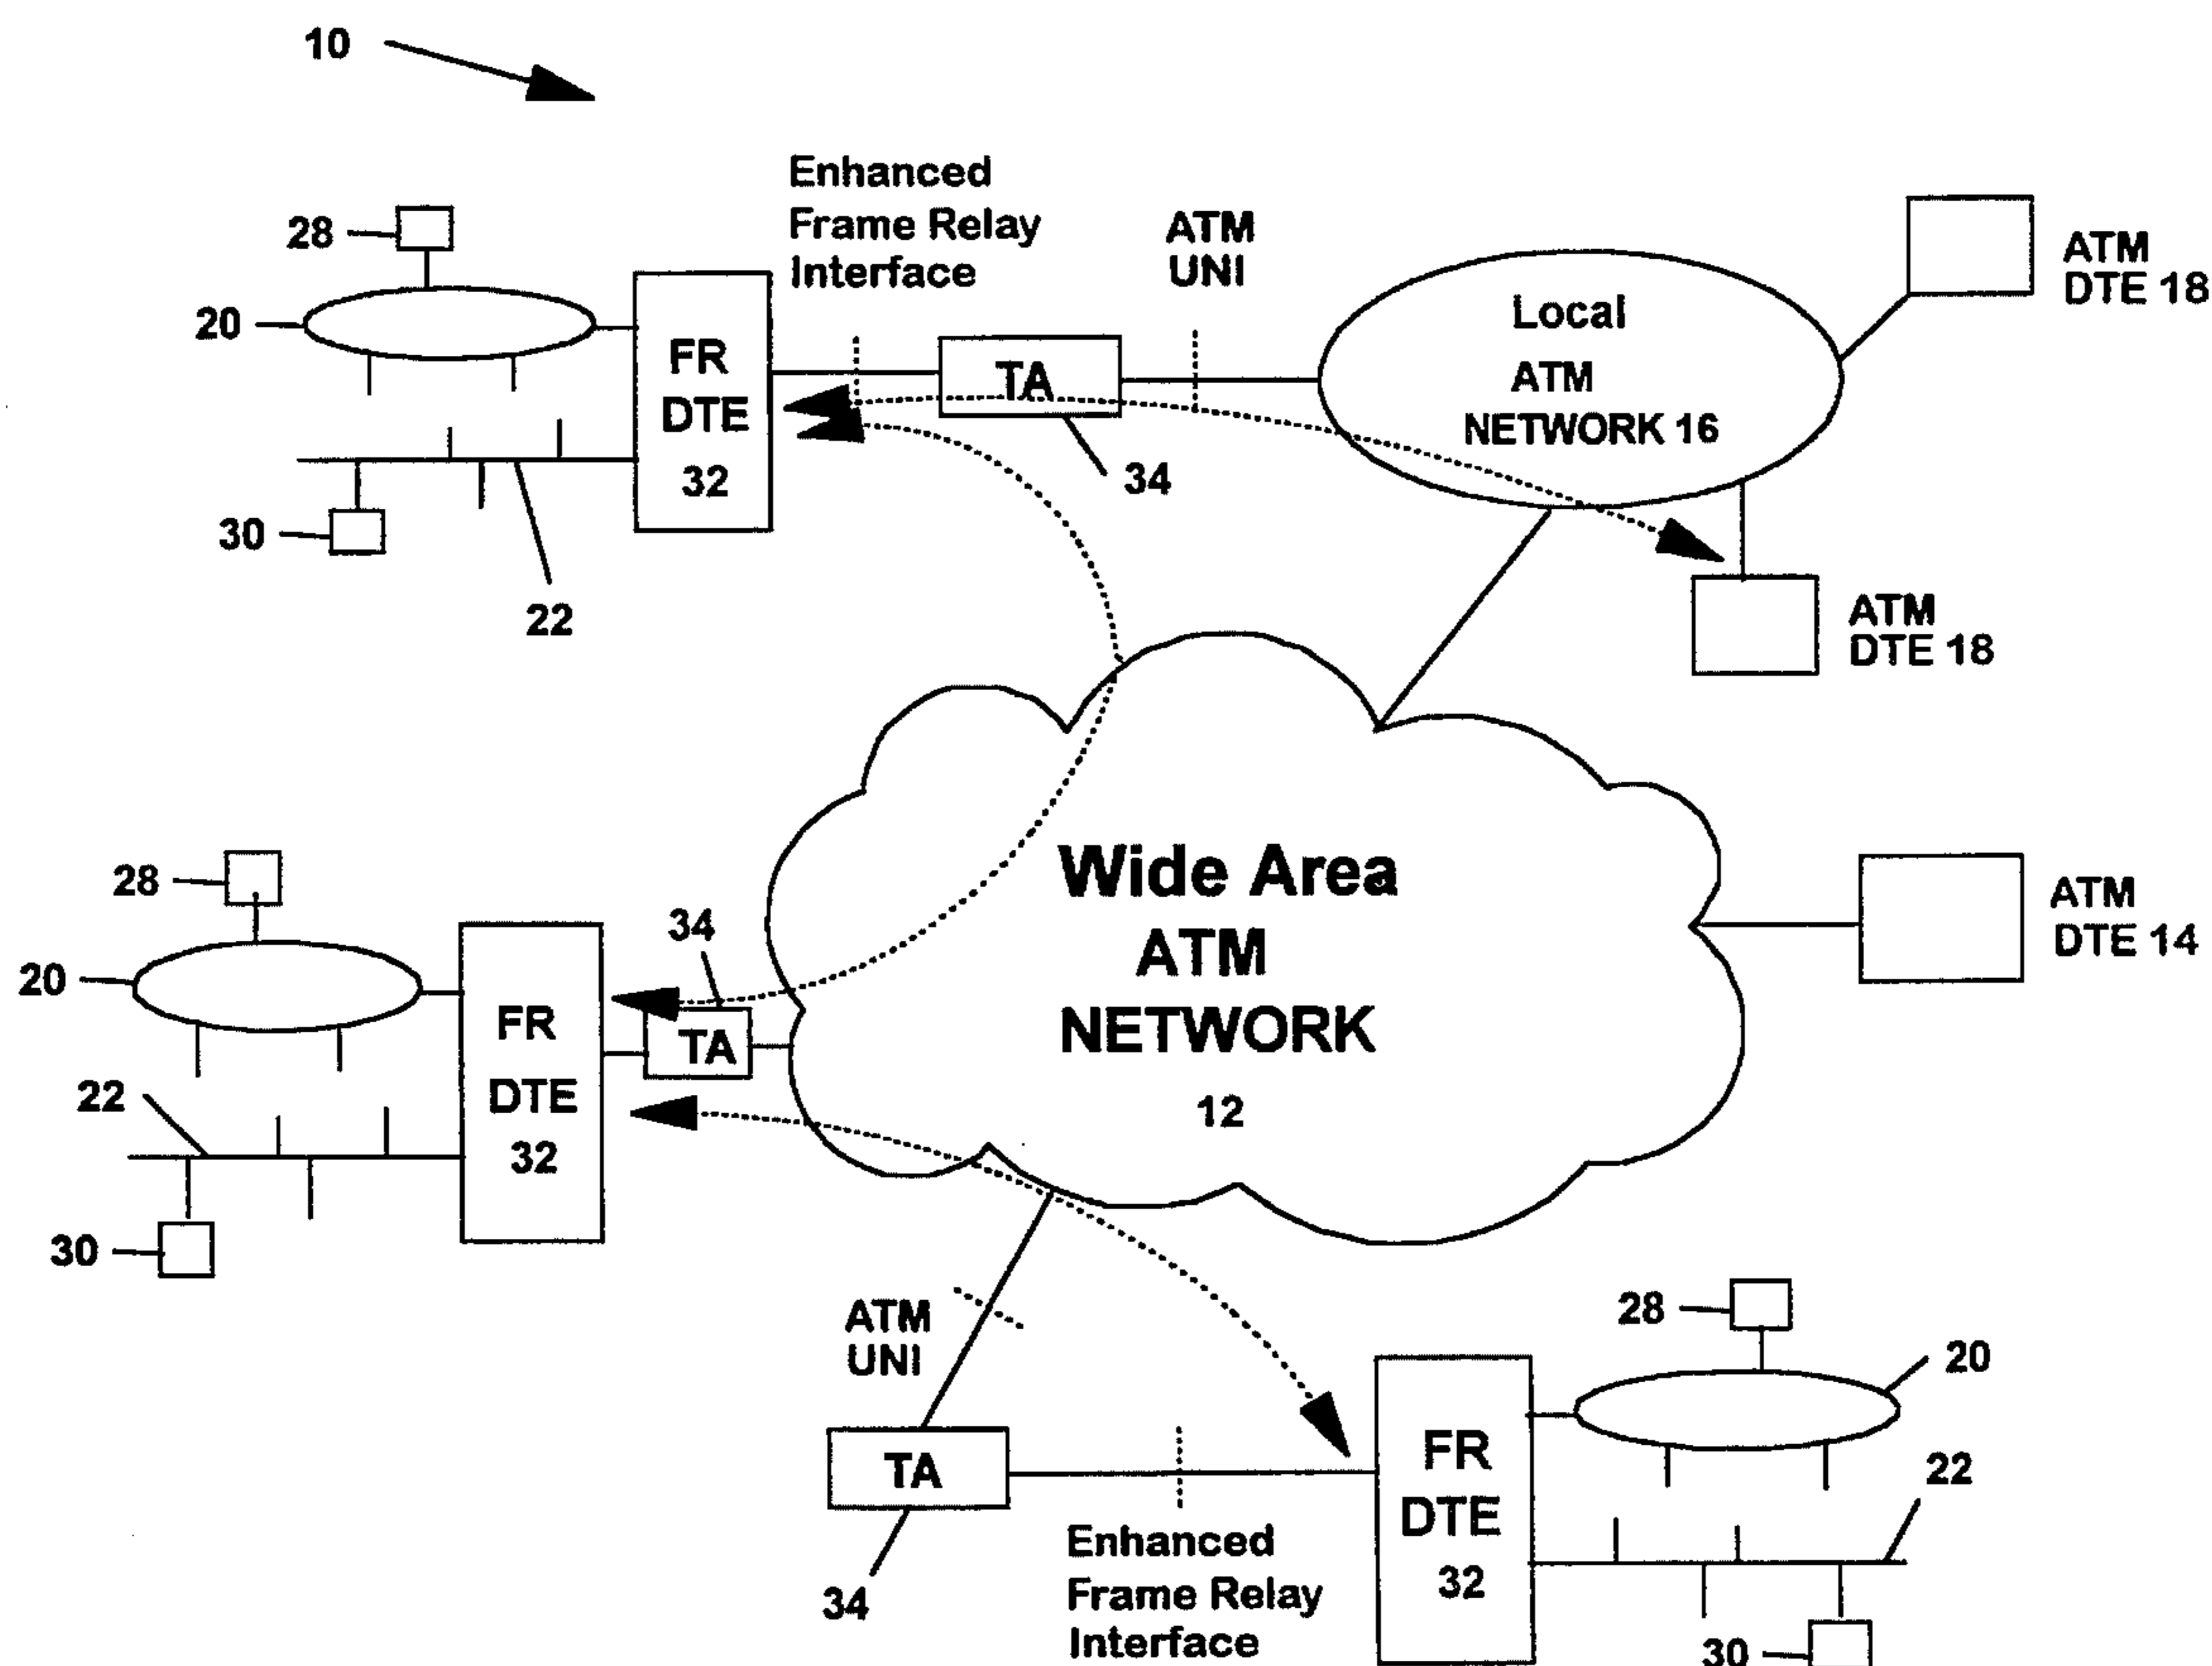 10
Enhanced
Frame Relay
Interface
ATM
UNI
28
20
FR
DTE
32
TA
34
Local
ATM
NETWORK 16
ATM
DTE 18
30
22
ATM
DTE 18
28
20
22
30
FR
DTE
32
34
TA
Wide Area
ATM
NETWORK
12
ATM
DTE 14
ATM
UNI
TA
34
Enhanced
Frame Relay
Interface
FR
DTE
32
28
20
22
30